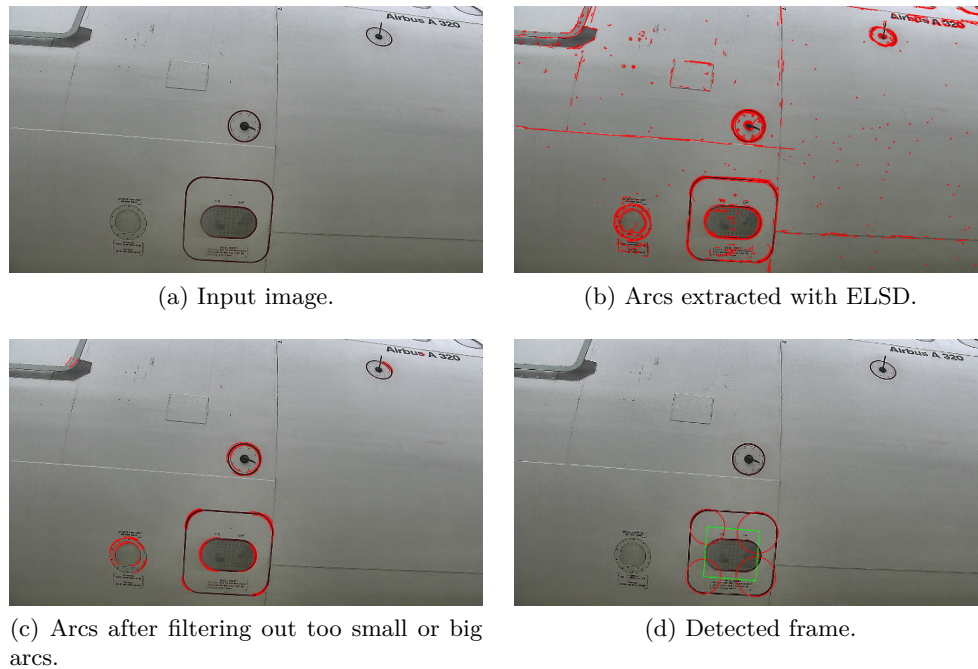 Airbus A 320
Airbus A 320
(a) Input image.
(b) Arcs extracted with ELSD.
Airbus A 320
Airbus A 320
(c) Arcs after filtering out too small or big
arcs.
(d) Detected frame.